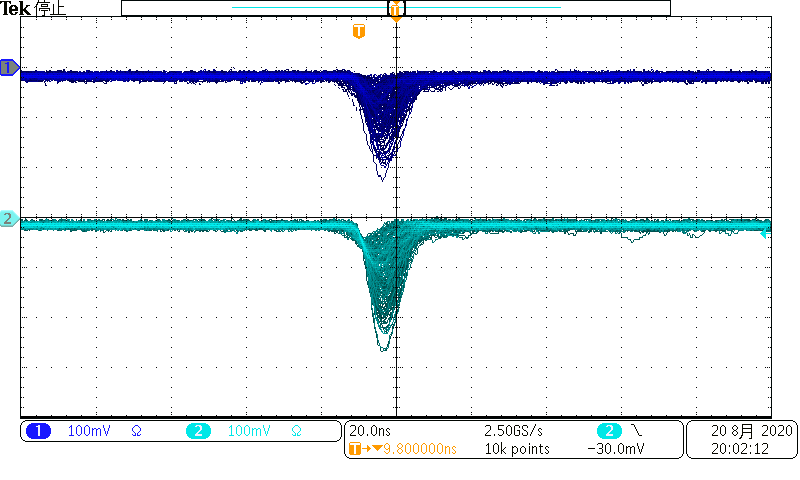 Tek 停止
T
T
1
2
1 100mV Ω 2 100mV Ω
20.0ns 2.50GS/s 2 20 8月 2020
T→▼9.800000ns 10k points −30.0mV 20:02:12